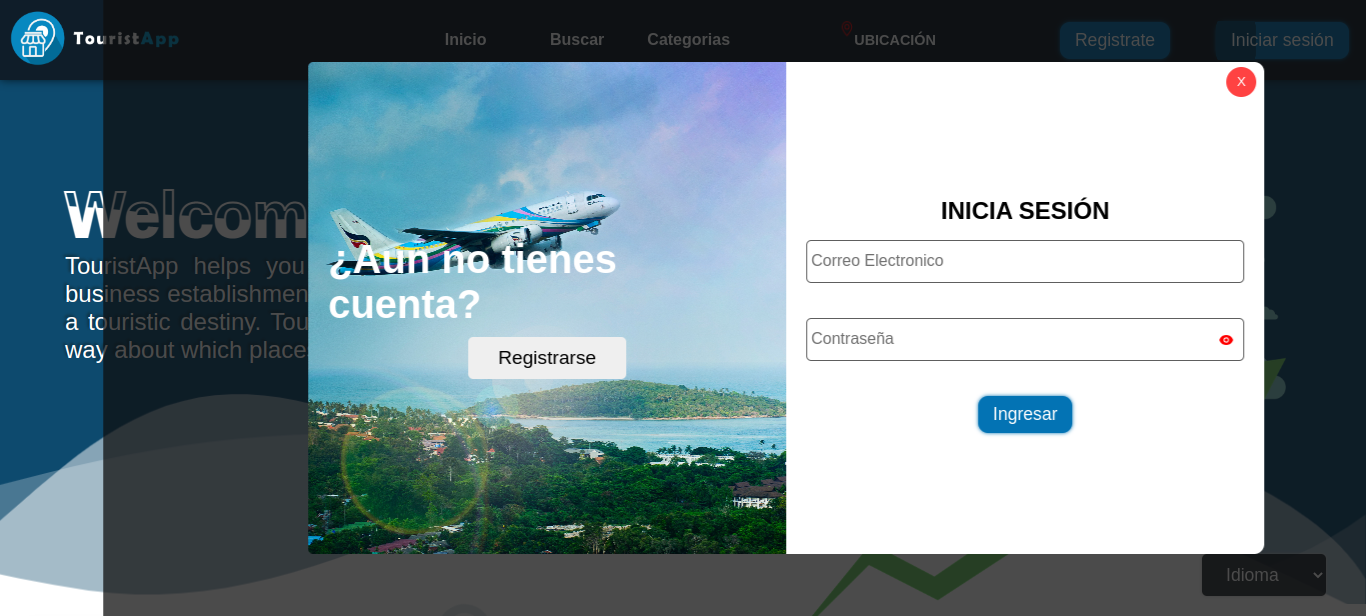 TouristApp
Inicio
Buscar
Categorias
UBICACIÓN
Registrate
Iniciar sesión
X
Welcom
TouristApp helps you
business establishmen
a touristic destiny. Tou
way about which place
¿Aun no tienes
cuenta?
Registrarse
INICIA SESIÓN
Correo Electronico
Contraseña
Ingresar
Idioma